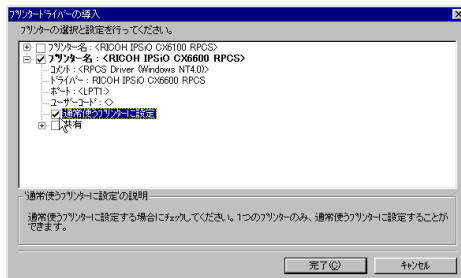 プリンタードライバーの導入
プリンターの選択と設定を行ってください。
プリンター名 : <RICOH IPSiO CX6100 RPCS>
プリンター名 : <RICOH IPSiO CX6600 RPCS>
コメント : <RPCS Driver (Windows NT4.0)>
ドライバー : RICOH IPSiO CX6600 RPCS
ポート : <LPT1>
ユーザーコード : <>
通常使うプリンターに設定
共有
'通常使うプリンターに設定'の説明
通常使うプリンターに設定する場合にチェックしてください。1つのプリンターのみ、通常使うプリンターに設定することが
できます。
完了(C)
キャンセル